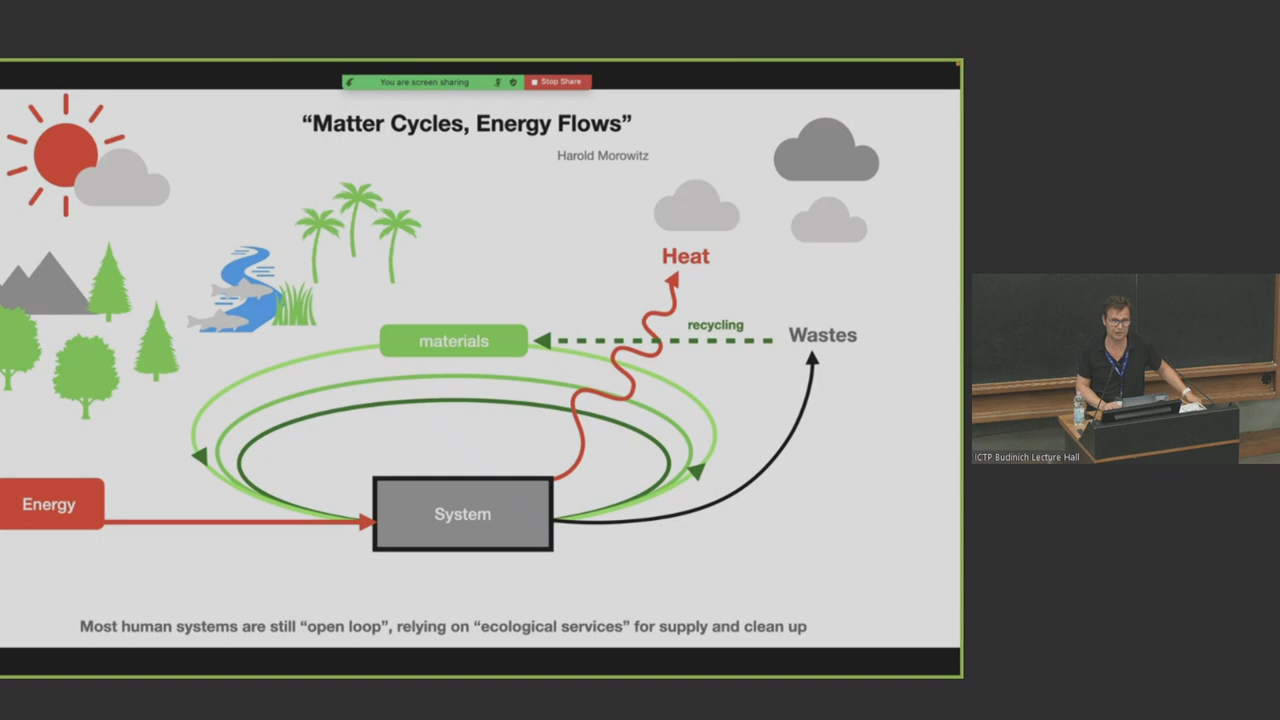 You are screen sharing
Stop Share
“Matter Cycles, Energy Flows”
Harold Morowitz
Heat
recycling
materials
Wastes
Energy
System
Most human systems are still “open loop”, relying on “ecological services” for supply and clean up
ICTP Budinich Lecture Hall